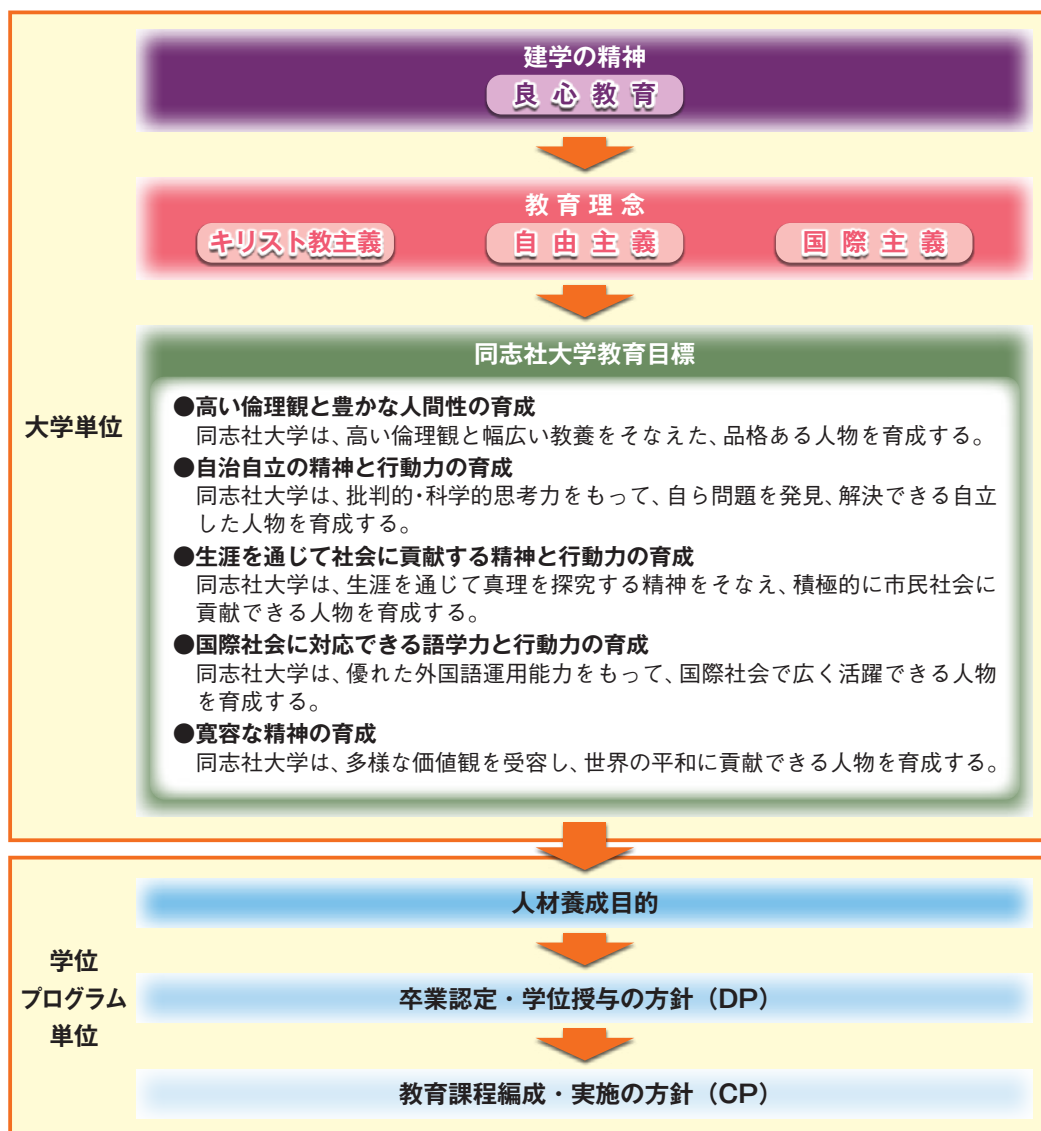 建学の精神
良心教育
教育理念
キリスト教主義 自由主義 国際主義
大学単位
同志社大学教育目標
●高い倫理観と豊かな人間性の育成
同志社大学は、高い倫理観と幅広い教養をそなえた、品格ある人物を育成する。
●自治自立の精神と行動力の育成
同志社大学は、批判的・科学的思考力をもって、自ら問題を発見、解決できる自立
した人物を育成する。
●生涯を通じて社会に貢献する精神と行動力の育成
同志社大学は、生涯を通じて真理を探究する精神をそなえ、積極的に市民社会に
貢献できる人物を育成する。
●国際社会に対応できる語学力と行動力の育成
同志社大学は、優れた外国語運用能力をもって、国際社会で広く活躍できる人物
を育成する。
●寛容な精神の育成
同志社大学は、多様な価値観を受容し、世界の平和に貢献できる人物を育成する。
学位
プログラム
単位
人材養成目的
卒業認定・学位授与の方針（DP）
教育課程編成・実施の方針（CP）